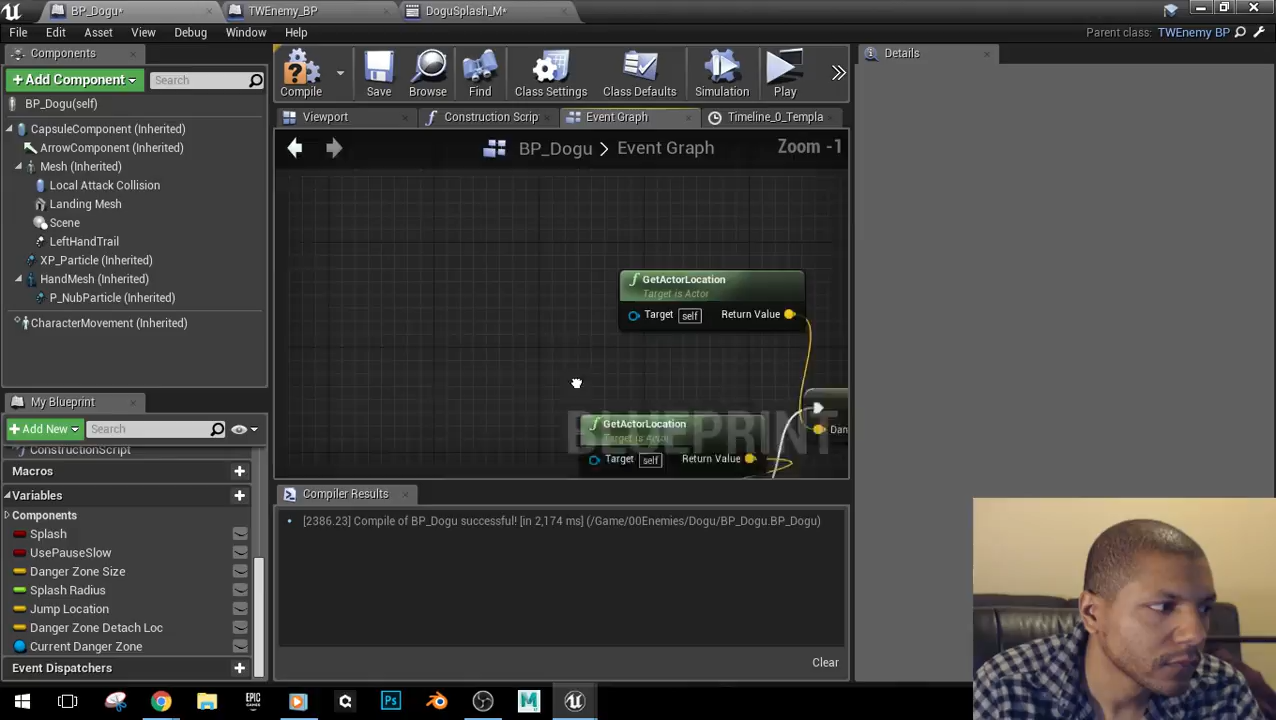 BP_Dogu*
TWEnemy_BP
DoguSplash_M*
File Edit Asset View Debug Window Help
Parent class: TWEnemy BP
Components
+Add Component
Search
BP_Dogu(self)
CapsuleComponent (Inherited)
ArrowComponent (Inherited)
Mesh (Inherited)
Local Attack Collision
Landing Mesh
Scene
LeftHandTrail
XP_Particle (Inherited)
HandMesh (Inherited)
P_NubParticle (Inherited)
CharacterMovement (Inherited)
My Blueprint
+Add New
Search
ConstructionScript
Macros
Variables
Components
Splash
UsePauseSlow
Danger Zone Size
Splash Radius
Jump Location
Danger Zone Detach Loc
Current Danger Zone
Event Dispatchers
Compile Save Browse Find Class Settings Class Defaults Simulation Play
Viewport
Construction Scrip
Event Graph
Timeline_0_Templa
BP_Dogu > Event Graph
Zoom -1
GetActorLocation
Target is Actor
Target self Return Value
GetActorLocation
Target is Actor
Target self Return Value
Dan
BLUEPRINT
Compiler Results
[2386.23] Compile of BP_Dogu successful! [in 2,174 ms] (/Game/00Enemies/Dogu/BP_Dogu.BP_Dogu)
Clear
Details
EPIC
GAMES
Ps
M